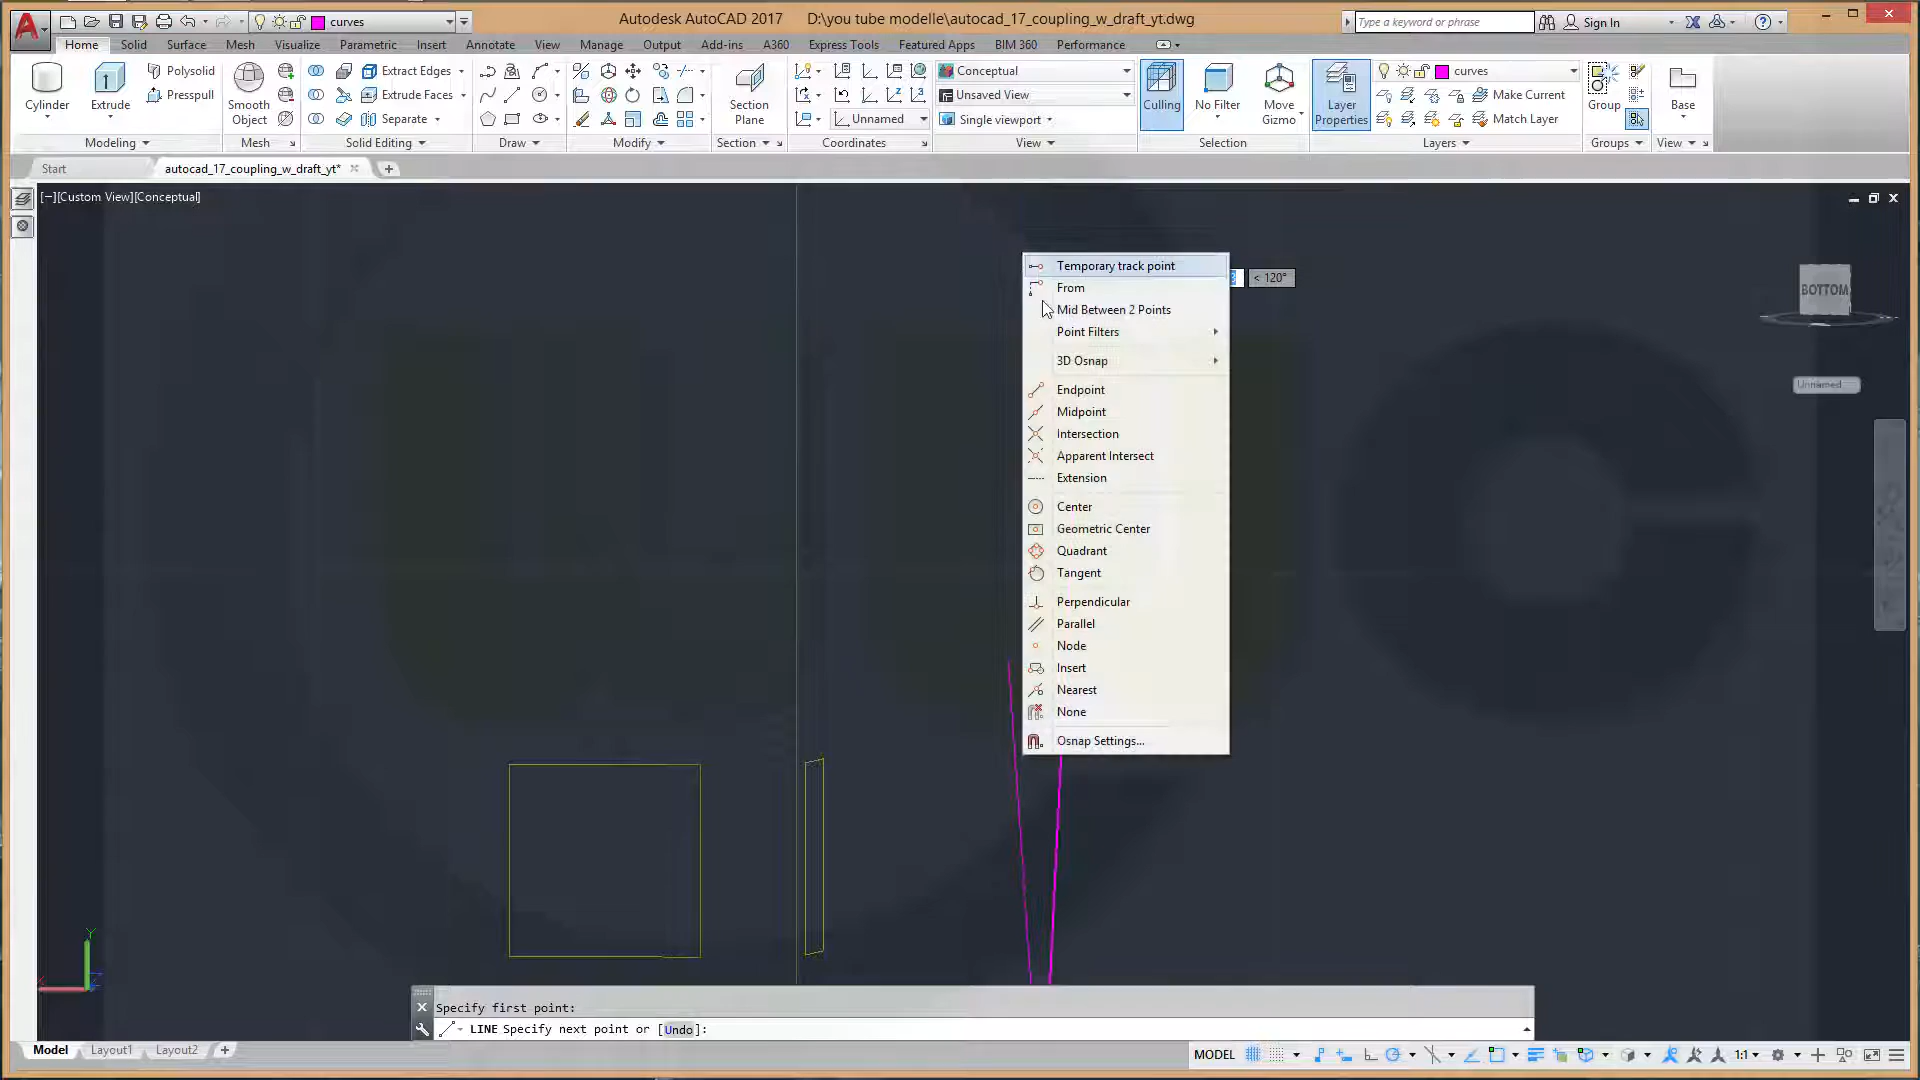 curves
Autodesk AutoCAD 2017 D:\you tube modelle\autocad_17_coupling_w_draft_yt.dwg
Type a keyword or phrase
Sign In
Home Solid Surface Mesh Visualize Parametric Insert Annotate View Manage Output Add-ins A360 Express Tools Featured Apps BIM 360 Performance
Cylinder
Extrude
Polysolid
Presspull
Smooth Object
Extract Edges
Extrude Faces
Separate
Section Plane
Unnamed
Conceptual
Unsaved View
Single viewport
Culling
No Filter
Move Gizmo
Layer Properties
curves
Make Current
Match Layer
Group
Base
Modeling Solid Editing Mesh Draw Modify Section Coordinates View Selection Layers Groups View
Start autocad_17_coupling_w_draft_yt*
[−][Custom View][Conceptual]
Temporary track point
From
Mid Between 2 Points
Point Filters
3D Osnap
Endpoint
Midpoint
Intersection
Apparent Intersect
Extension
Center
Geometric Center
Quadrant
Tangent
Perpendicular
Parallel
Node
Insert
Nearest
None
Osnap Settings...
< 120°
BOTTOM
Unnamed
Y
Specify first point:
LINE Specify next point or [Undo]:
Model Layout1 Layout2
MODEL 1:1